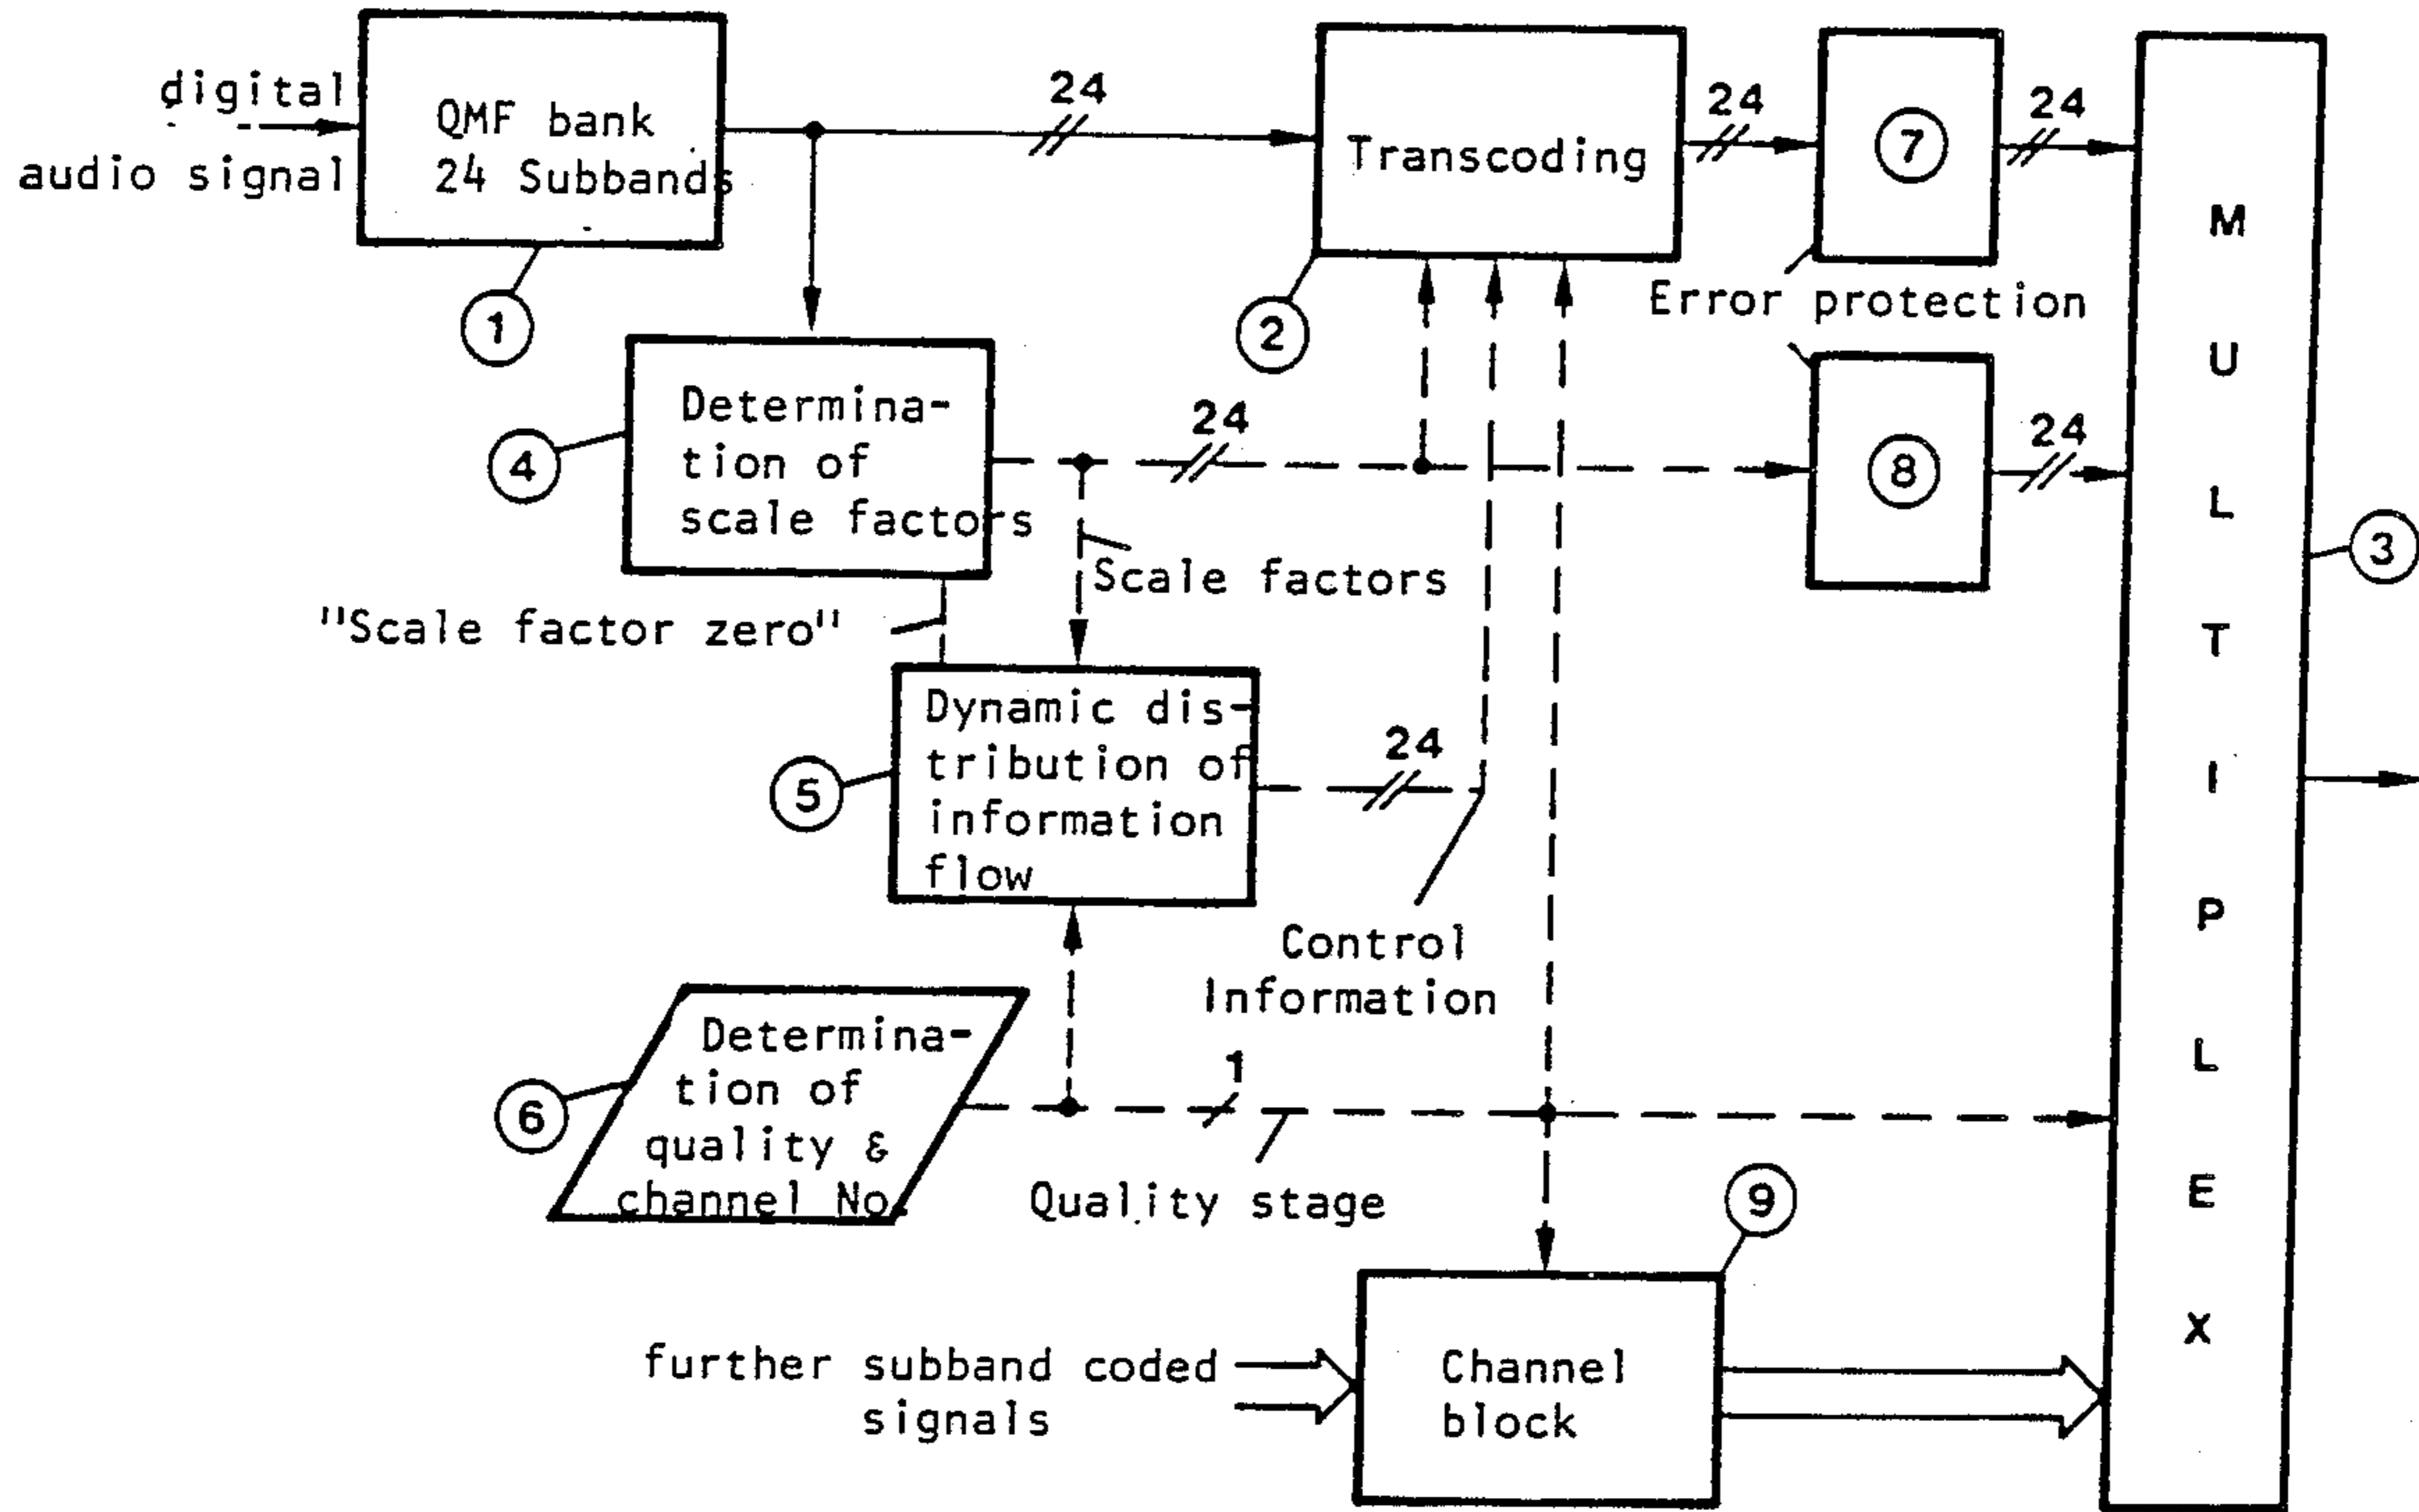 digital
audio signal
QMF bank
24 Subbands
1
24
Transcoding
2
24
7
24
Error protection
M
U
L
T
I
P
L
E
X
3
4
Determina-
tion of
scale factors
24
8
24
Scale factors
"Scale factor zero"
5
Dynamic dis-
tribution of
information
flow
24
Control
Information
6
Determina-
tion of
quality &
channel No.
1
Quality stage
9
further subband coded
signals
Channel
block